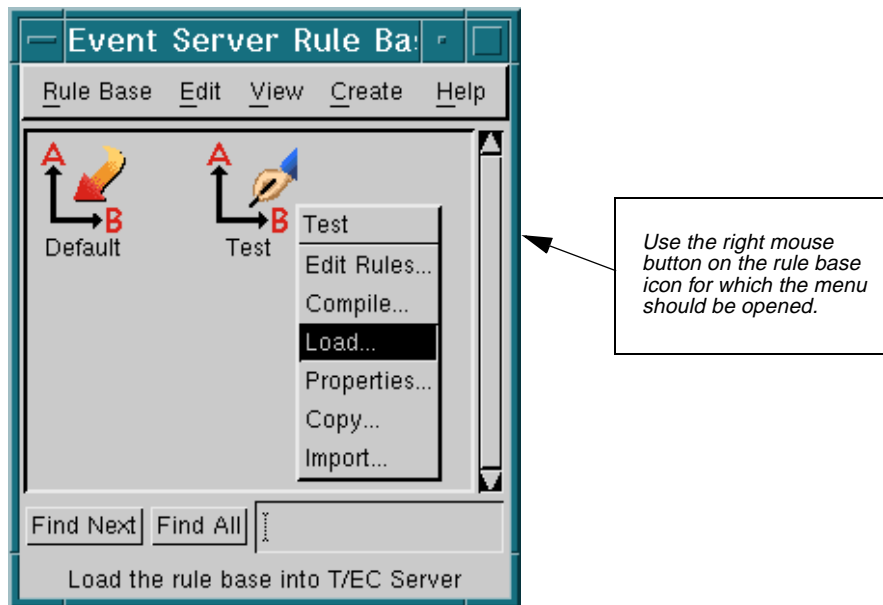 Event Server Rule Ba
Rule Base Edit View Create Help
A
B
Default
A
B
Test
Test
Edit Rules...
Compile...
Load...
Properties...
Copy...
Import...
Find Next Find All
Load the rule base into T/EC Server
Use the right mouse
button on the rule base
icon for which the menu
should be opened.